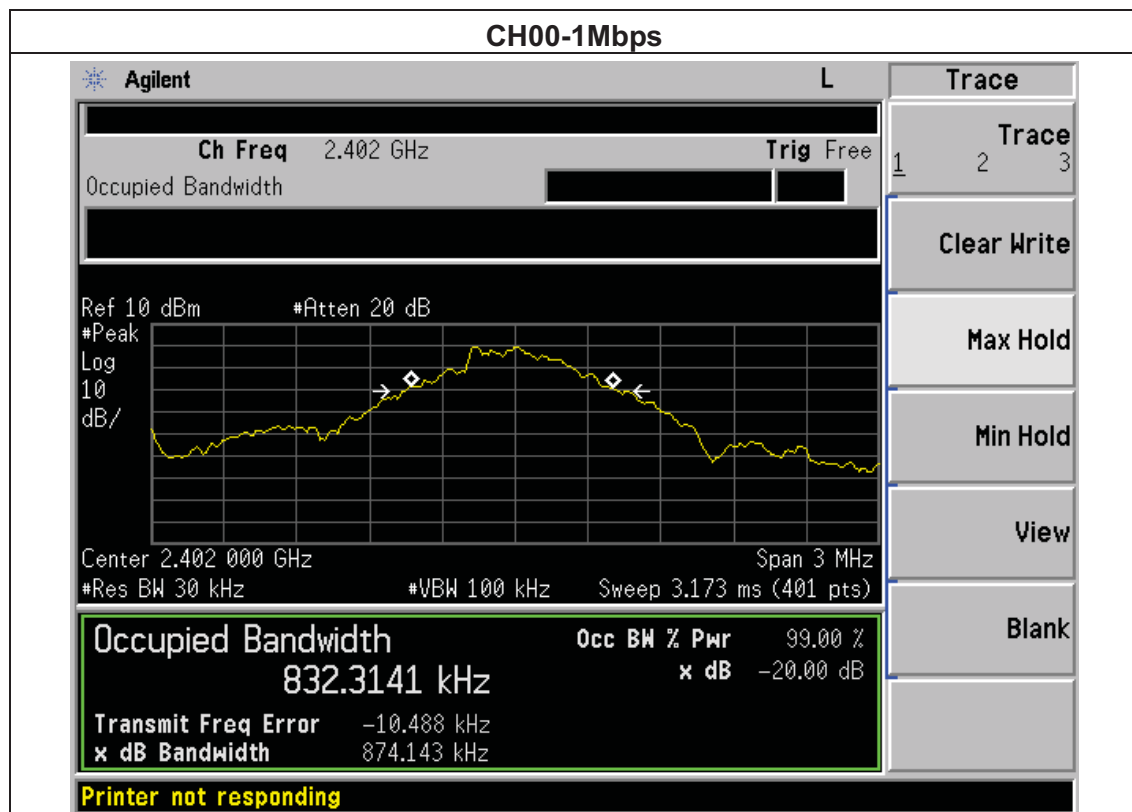 CH00-1Mbps
Agilent L Trace
Ch Freq 2.402 GHz Trig Free
Occupied Bandwidth
Trace
1 2 3
Clear Write
Max Hold
Min Hold
View
Blank
Ref 10 dBm #Atten 20 dB
#Peak
Log
10
dB/
Center 2.402 000 GHz Span 3 MHz
#Res BW 30 kHz #VBW 100 kHz Sweep 3.173 ms (401 pts)
Occupied Bandwidth Occ BW % Pwr 99.00 %
832.3141 kHz x dB -20.00 dB
Transmit Freq Error -10.488 kHz
x dB Bandwidth 874.143 kHz
Printer not responding